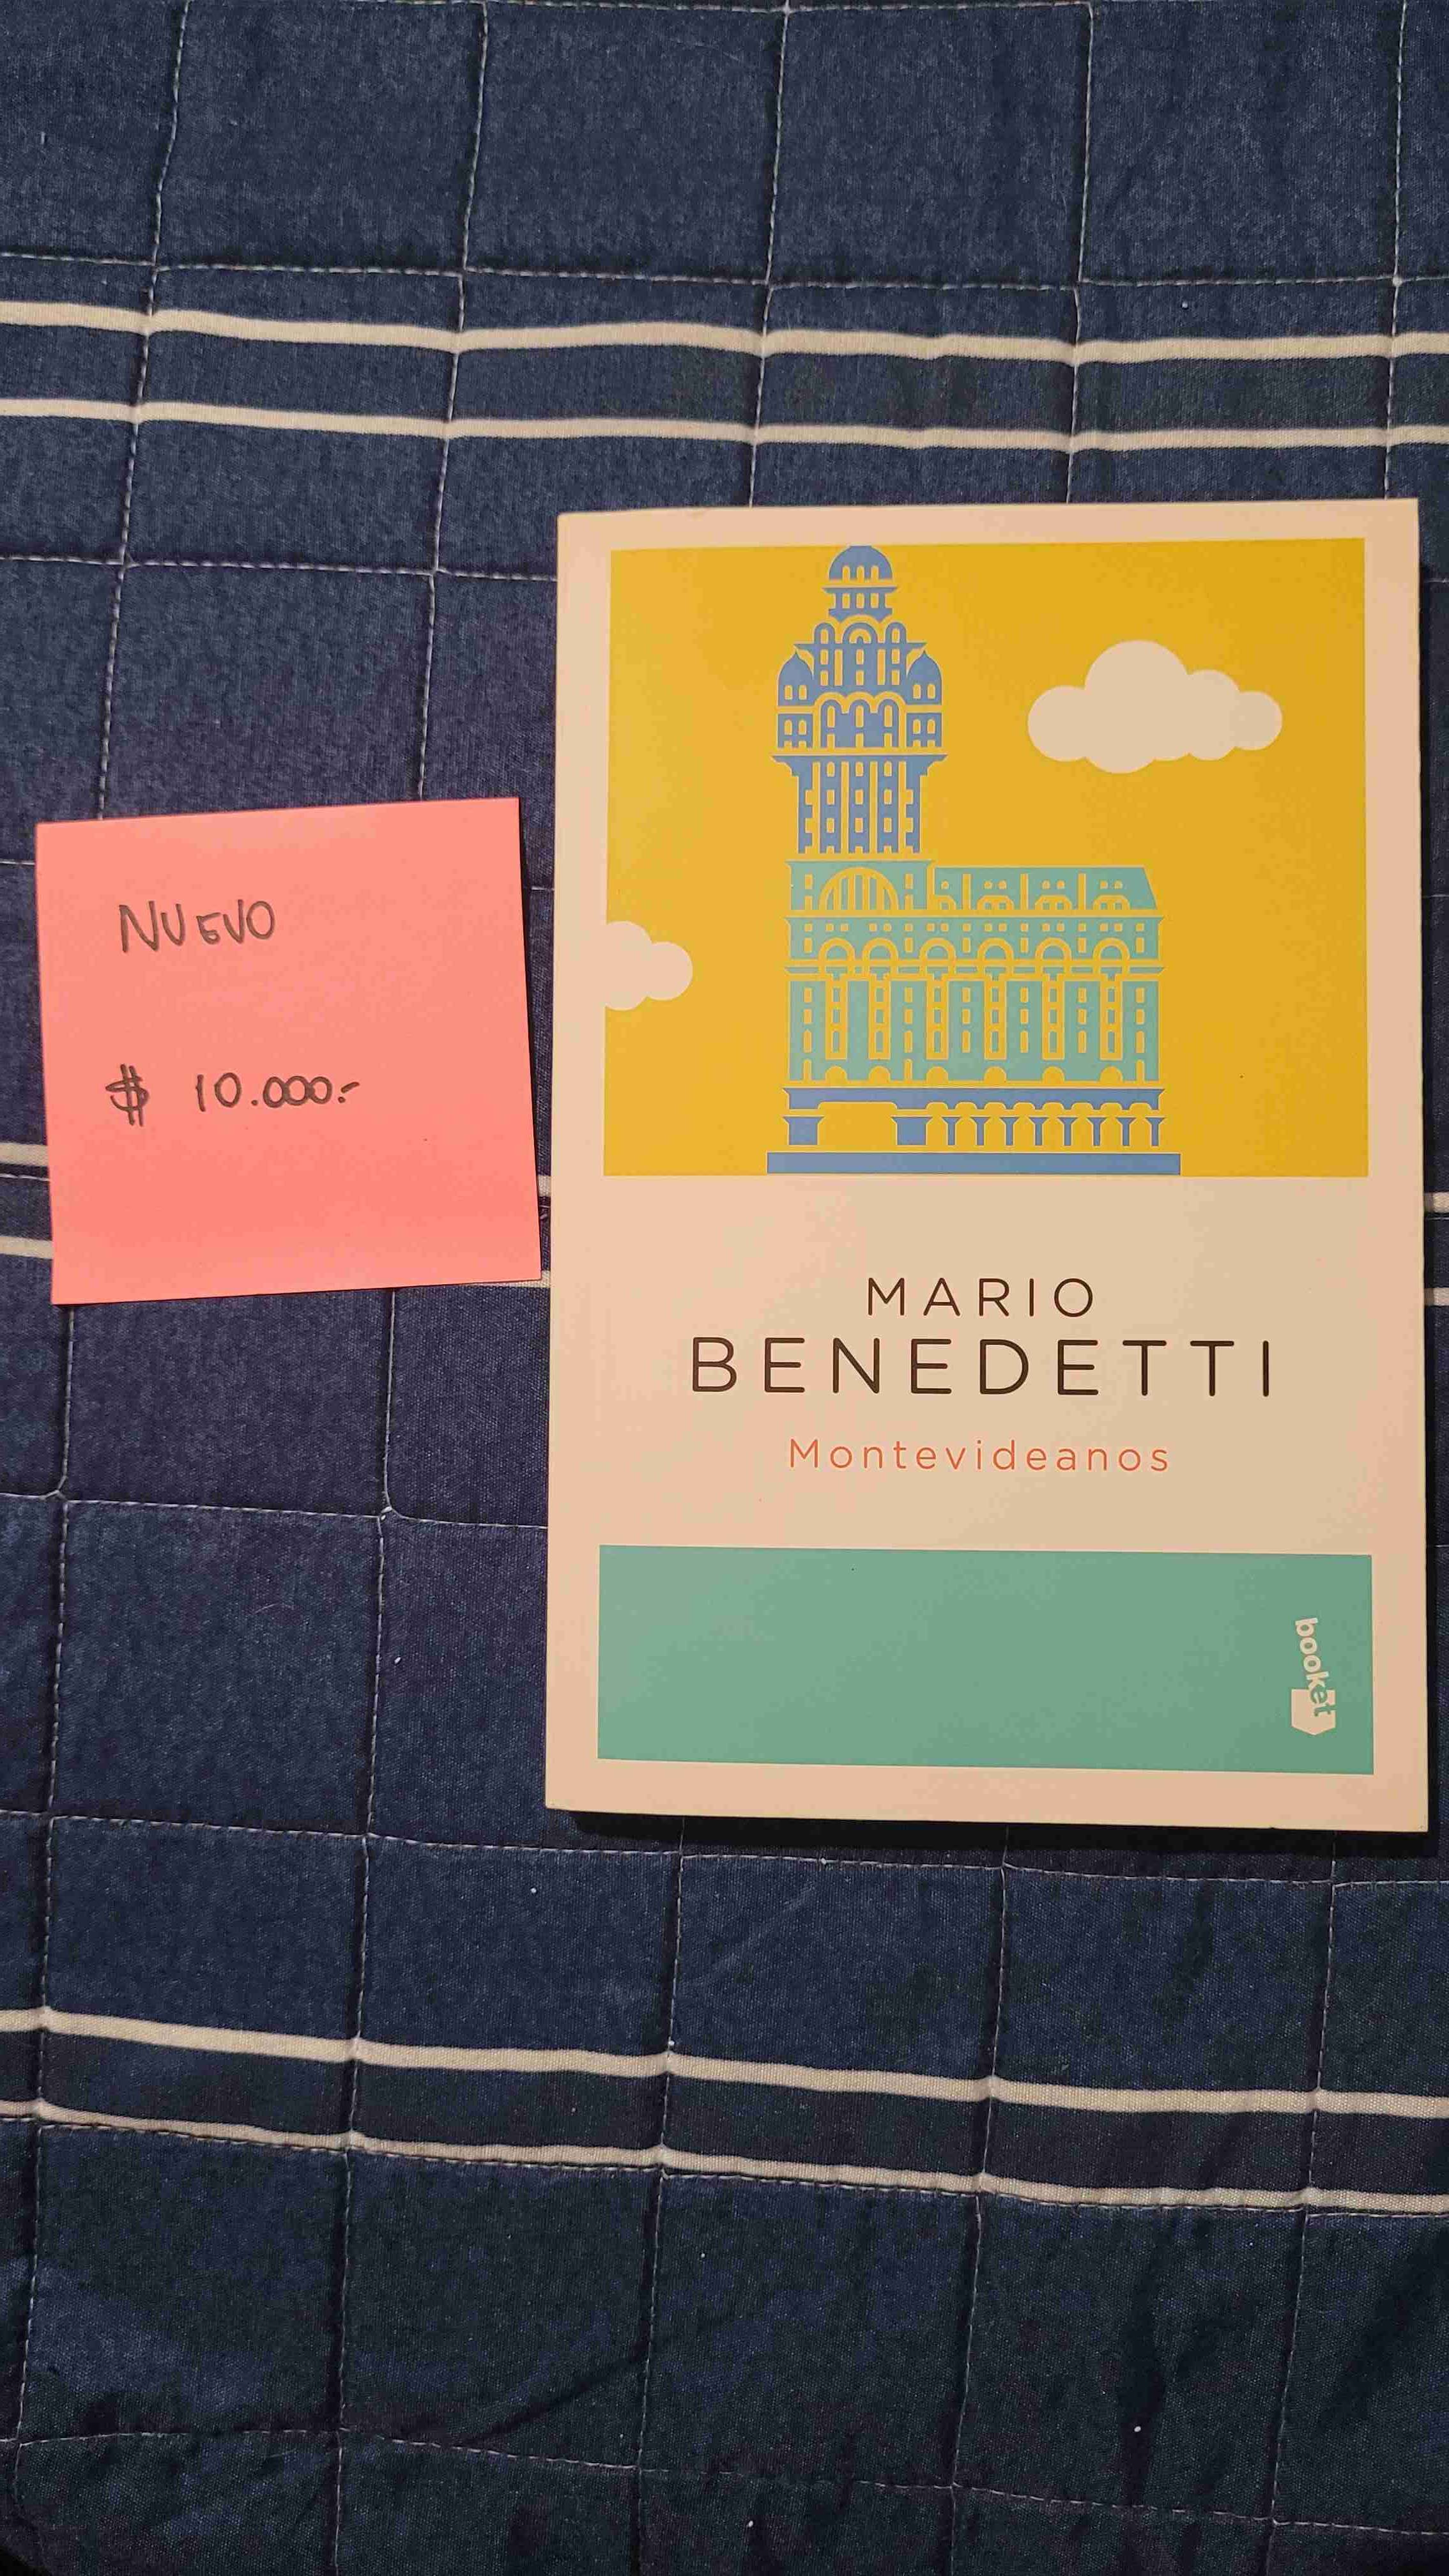 NUEVO
$ 10.000.-
MARIO
BENEDETTI
Montevideanos
booket